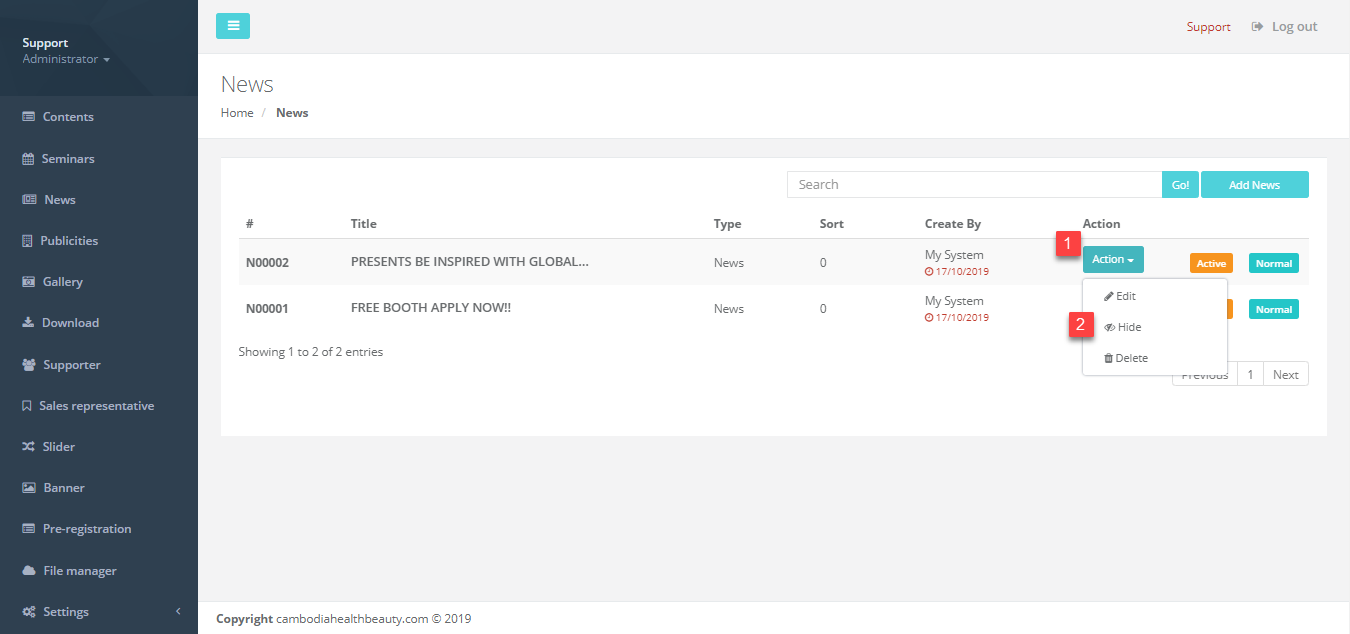 Support
Administrator
Contents
Seminars
News
Publicities
Gallery
Download
Supporter
Sales representative
Slider
Banner
Pre-registration
File manager
Settings
Support Log out
News
Home / News
Search Go! Add News
# Title Type Sort Create By Action
N00002 PRESENTS BE INSPIRED WITH GLOBAL... News 0 My System 1 Action Active Normal
17/10/2019
Edit
N00001 FREE BOOTH APPLY NOW!! News 0 My System Normal
17/10/2019
2 Hide
Delete
Showing 1 to 2 of 2 entries
Previous 1 Next
Copyright cambodiahealthbeauty.com © 2019